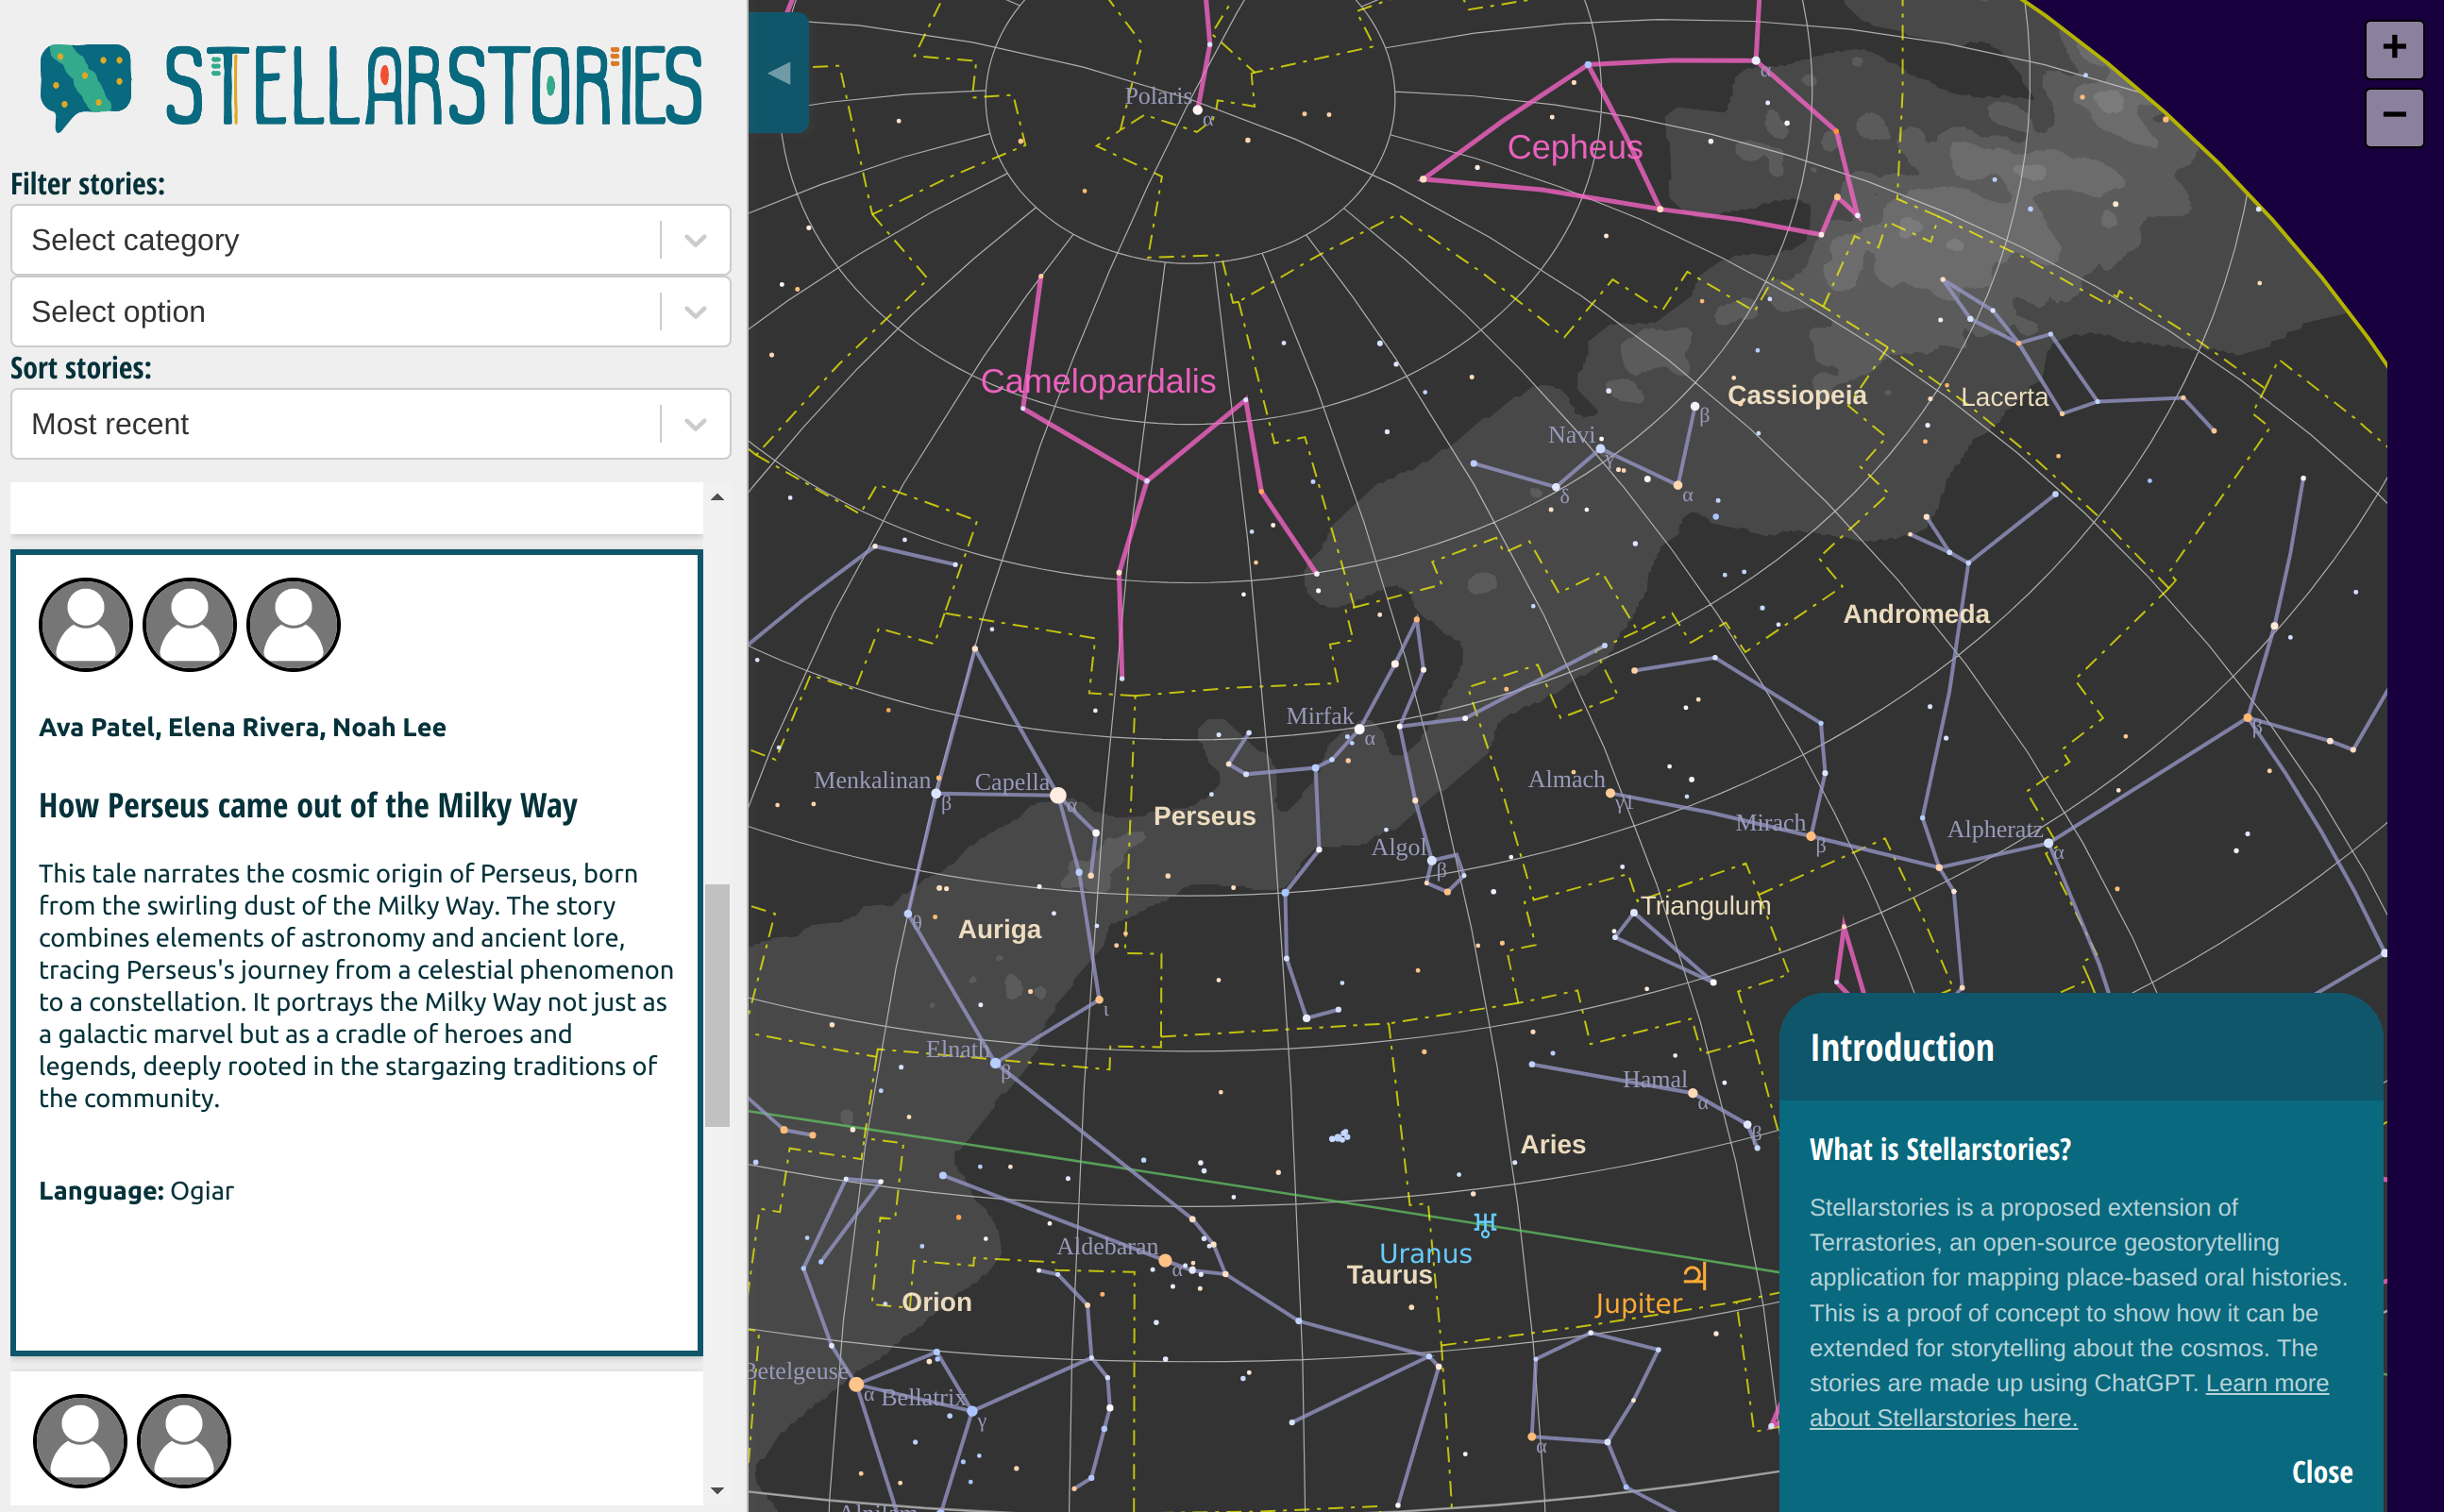 STELLARSTORIES
Filter stories:
Select category
Select option
Sort stories:
Most recent
Ava Patel, Elena Rivera, Noah Lee
How Perseus came out of the Milky Way
This tale narrates the cosmic origin of Perseus, born
from the swirling dust of the Milky Way. The story
combines elements of astronomy and ancient lore,
tracing Perseus's journey from a celestial phenomenon
to a constellation. It portrays the Milky Way not just as
a galactic marvel but as a cradle of heroes and
legends, deeply rooted in the stargazing traditions of
the community.
Language: Ogiar
+
−
Polaris
α
α
Cepheus
Camelopardalis
Cassiopeia
Lacerta
β
Navi
γ
δ
α
Andromeda
Mirfak
α
β
Menkalinan
β
Capella
α
Perseus
Almach
γ1
Mirach
β
Alpheratz
α
Algol
β
Triangulum
θ
Auriga
ι
Elnath
β
Hamal
α
β
Aries
Uranus
♅
Aldebaran
α
Taurus
♃
Jupiter
Orion
Betelgeuse
α
Bellatrix
γ
α
Alnilam
Introduction
What is Stellarstories?
Stellarstories is a proposed extension of
Terrastories, an open-source geostorytelling
application for mapping place-based oral histories.
This is a proof of concept to show how it can be
extended for storytelling about the cosmos. The
stories are made up using ChatGPT. Learn more
about Stellarstories here.
Close